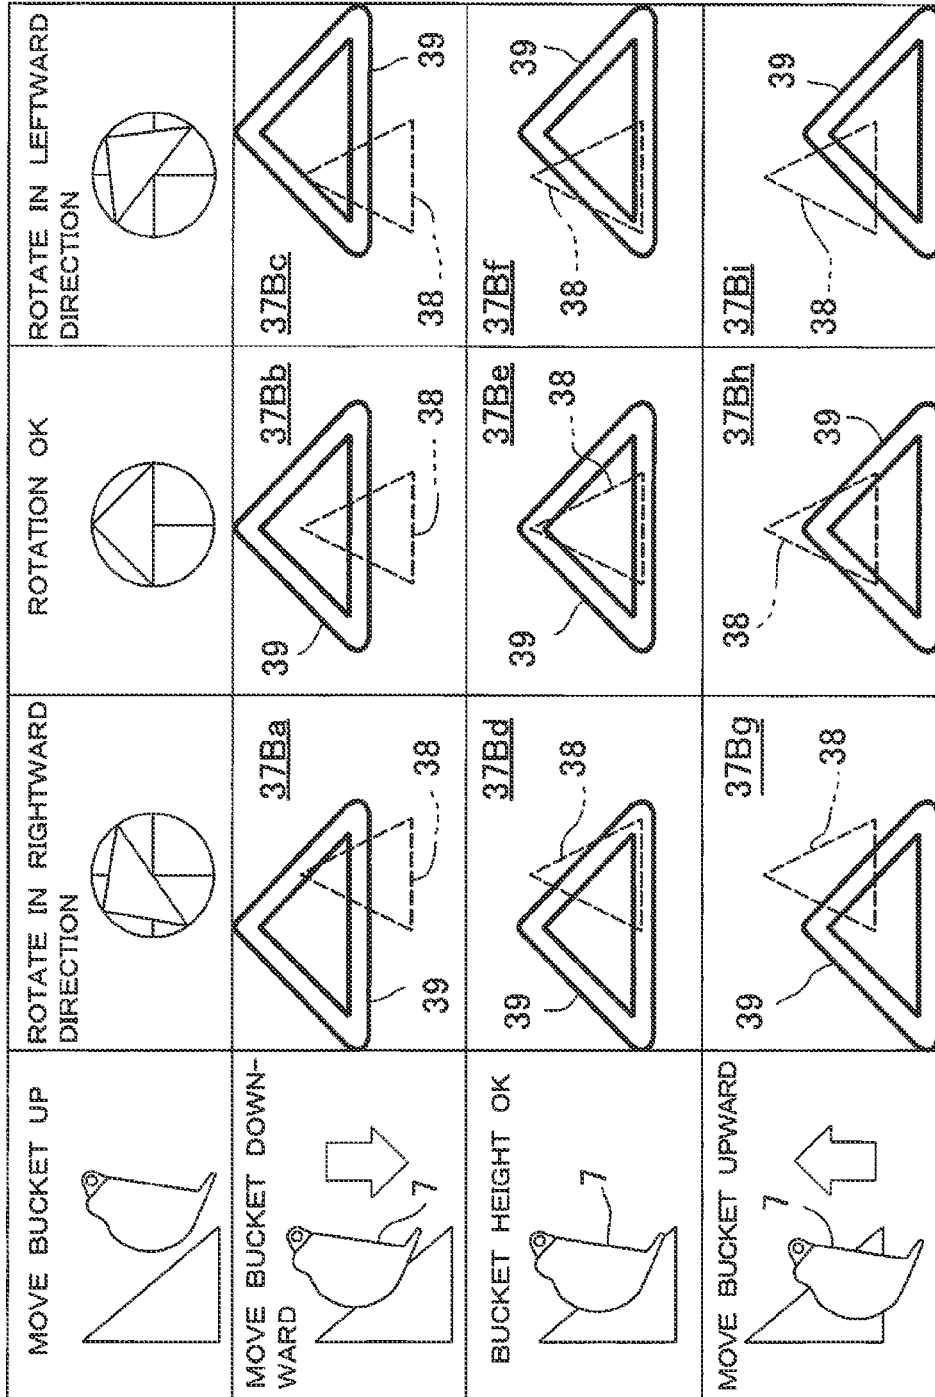 MOVE BUCKET UP
ROTATE IN RIGHTWARD
DIRECTION
ROTATION OK
ROTATE IN LEFTWARD
DIRECTION
MOVE BUCKET DOWN-
WARD
7
37Ba
39
38
37Bb
39
38
37Bc
38
39
BUCKET HEIGHT OK
7
37Bd
39
38
37Be
39
38
37Bf
38
39
MOVE BUCKET UPWARD
7
37Bg
39
38
37Bh
38
39
37Bi
38
39